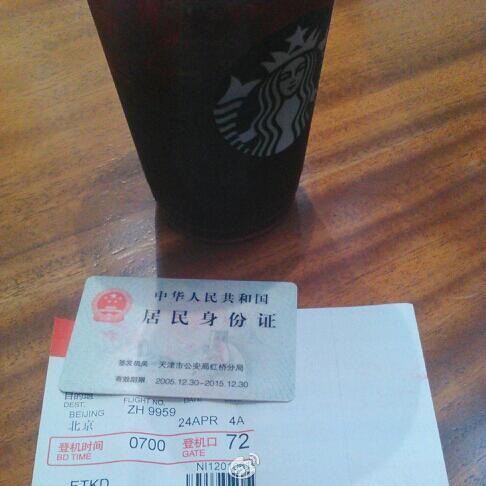 中华人民共和国
居民身份证
签发机关 天津市公安局红桥分局
有效期限 2005.12.30-2015.12.30
目的地 FLIGHT NO. DATE
DEST.
BEIJING ZH 9959 24APR 4A
北京
登机时间 0700 登机口 72
BD TIME GATE
NI120
ETKD